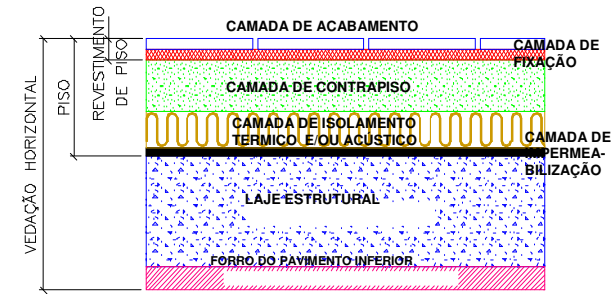 CAMADA DE ACABAMENTO
CAMADA DE
FIXAÇÃO
CAMADA DE CONTRAPISO
CAMADA DE ISOLAMENTO
TERMICO E/OU ACÚSTICO
CAMADA DE
IMPERMEA-
BILIZAÇÃO
LAJE ESTRUTURAL
FORRO DO PAVIMENTO INFERIOR
VEDAÇÃO HORIZONTAL
PISO
REVESTIMENTO
DE PISO